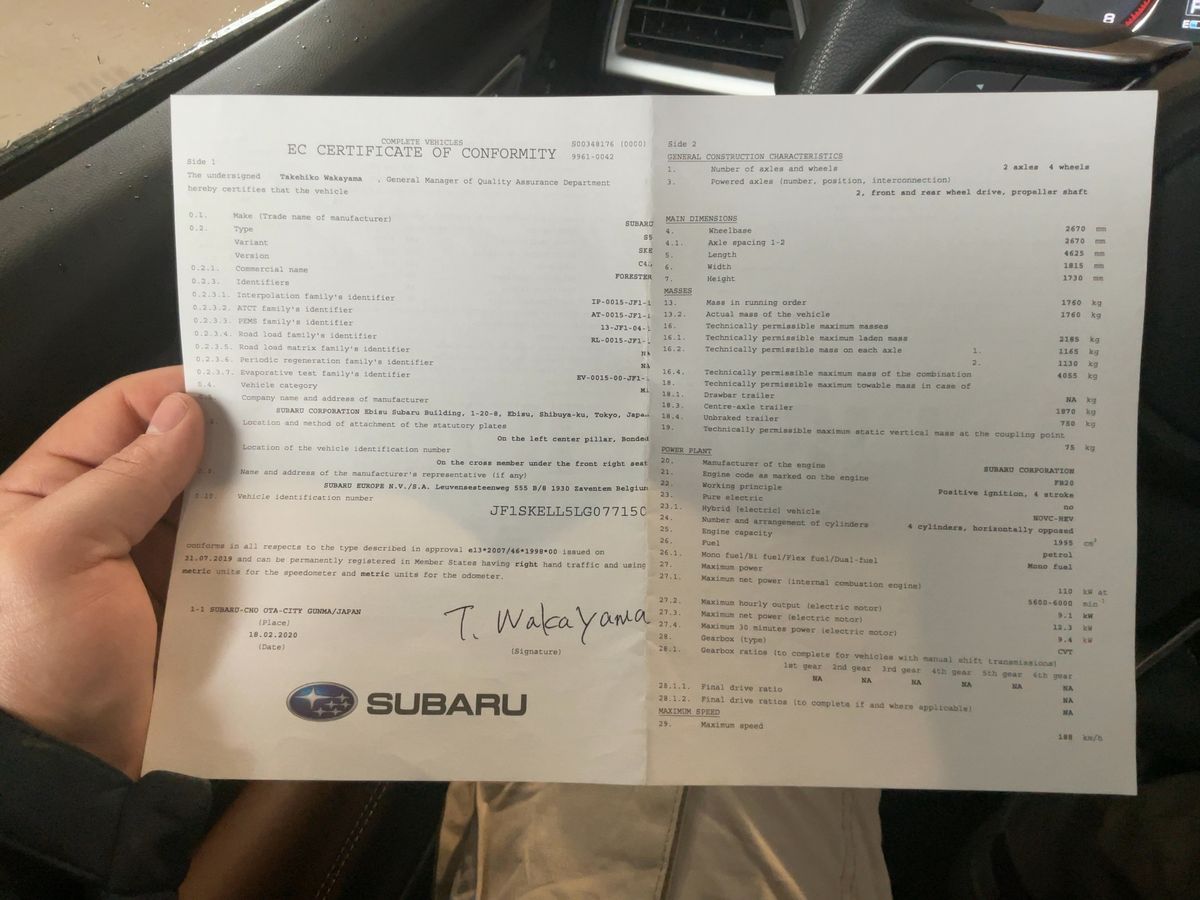 COMPLETE VEHICLES
EC CERTIFICATE OF CONFORMITY
S00348176 (0000)
9961-0042
Side 1
The undersigned Takehiko Wakayama , General Manager of Quality Assurance Department
hereby certifies that the vehicle
0.1. Make (Trade name of manufacturer) SUBARU
0.2. Type S5
Variant SKE
Version
0.2.1. Commercial name FORESTER
0.2.3. Identifiers
0.2.3.1. Interpolation family's identifier IP-0015-JF1-
0.2.3.2. ATCT family's identifier AT-0015-JF1-
0.2.3.3. PEMS family's identifier 13-JF1-04-
0.2.3.4. Road load family's identifier RL-0015-JF1-
0.2.3.5. Road load matrix family's identifier NA
0.2.3.6. Periodic regeneration family's identifier NA
0.2.3.7. Evaporative test family's identifier EV-0015-00-JF1-
Vehicle category M1
Company name and address of manufacturer
SUBARU CORPORATION Ebisu Subaru Building, 1-20-8, Ebisu, Shibuya-ku, Tokyo, Japan
Location and method of attachment of the statutory plates
On the left center pillar, Bonded
Location of the vehicle identification number
On the cross member under the front right seat
Name and address of the manufacturer's representative (if any)
SUBARU EUROPE N.V./S.A. Leuvensesteenweg 555 B/8 1930 Zaventem Belgium
0.10. Vehicle identification number
JF1SKELL5LG077150
conforms in all respects to the type described in approval e13*2007/46*1998*00 issued on
31.07.2019 and can be permanently registered in Member States having right hand traffic and using
metric units for the speedometer and metric units for the odometer.
1-1 SUBARU-CHO OTA-CITY GUNMA/JAPAN
(Place)
18.02.2020
(Date)
T. Wakayama
(Signature)
SUBARU
Side 2
GENERAL CONSTRUCTION CHARACTERISTICS
1. Number of axles and wheels 2 axles 4 wheels
3. Powered axles (number, position, interconnection)
2, front and rear wheel drive, propeller shaft
MAIN DIMENSIONS
4. Wheelbase 2670 mm
4.1. Axle spacing 1-2 2670 mm
5. Length 4625 mm
6. Width 1815 mm
7. Height 1730 mm
MASSES
13. Mass in running order 1760 kg
13.2. Actual mass of the vehicle 1760 kg
16. Technically permissible maximum masses
16.1. Technically permissible maximum laden mass 2185 kg
16.2. Technically permissible mass on each axle 1. 1165 kg
2. 1130 kg
16.4. Technically permissible maximum mass of the combination 4055 kg
18. Technically permissible maximum towable mass in case of
18.1. Drawbar trailer NA kg
18.3. Centre-axle trailer 1870 kg
18.4. Unbraked trailer 750 kg
19. Technically permissible maximum static vertical mass at the coupling point
75 kg
POWER PLANT
20. Manufacturer of the engine SUBARU CORPORATION
21. Engine code as marked on the engine FB20
22. Working principle Positive ignition, 4 stroke
23. Pure electric no
23.1. Hybrid [electric] vehicle NOVC-HEV
24. Number and arrangement of cylinders 4 cylinders, horizontally opposed
25. Engine capacity 1995 cm³
26. Fuel petrol
26.1. Mono fuel/Bi fuel/Flex fuel/Dual-fuel Mono fuel
27. Maximum power
27.1. Maximum net power (internal combustion engine)
110 kW at
5600-6000 min⁻¹
27.2. Maximum hourly output (electric motor) 9.1 kW
27.3. Maximum net power (electric motor) 12.3 kW
27.4. Maximum 30 minutes power (electric motor) 9.4 kW
28. Gearbox (type) CVT
28.1. Gearbox ratios (to complete for vehicles with manual shift transmissions)
1st gear 2nd gear 3rd gear 4th gear 5th gear 6th gear
NA NA NA NA NA NA
28.1.1. Final drive ratio NA
28.1.2. Final drive ratios (to complete if and where applicable) NA
MAXIMUM SPEED
29. Maximum speed
188 km/h
8
E